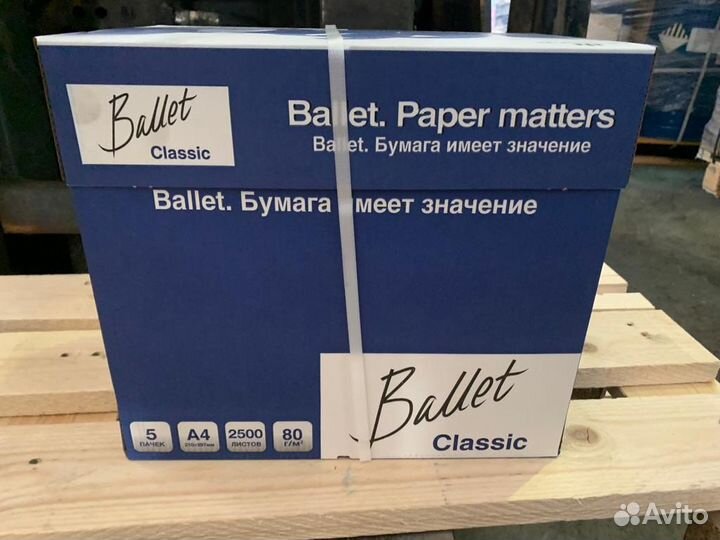 Ballet
Classic
Ballet. Paper matters
Ballet. Бумага имеет значение
Ballet. Бумага имеет значение
5
ПАЧЕК
A4
210x297мм
2500
ЛИСТОВ
80
г/м²
Ballet
Classic
Avito